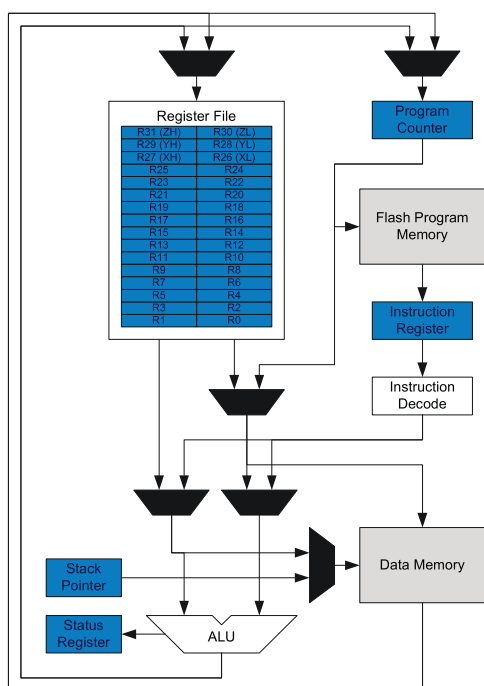 Register File
R31 (ZH) R30 (ZL)
R29 (YH) R28 (YL)
R27 (XH) R26 (XL)
R25 R24
R23 R22
R21 R20
R19 R18
R17 R16
R15 R14
R13 R12
R11 R10
R9 R8
R7 R6
R5 R4
R3 R2
R1 R0
Program
Counter
Flash Program
Memory
Instruction
Register
Instruction
Decode
Stack
Pointer
Data Memory
Status
Register
ALU